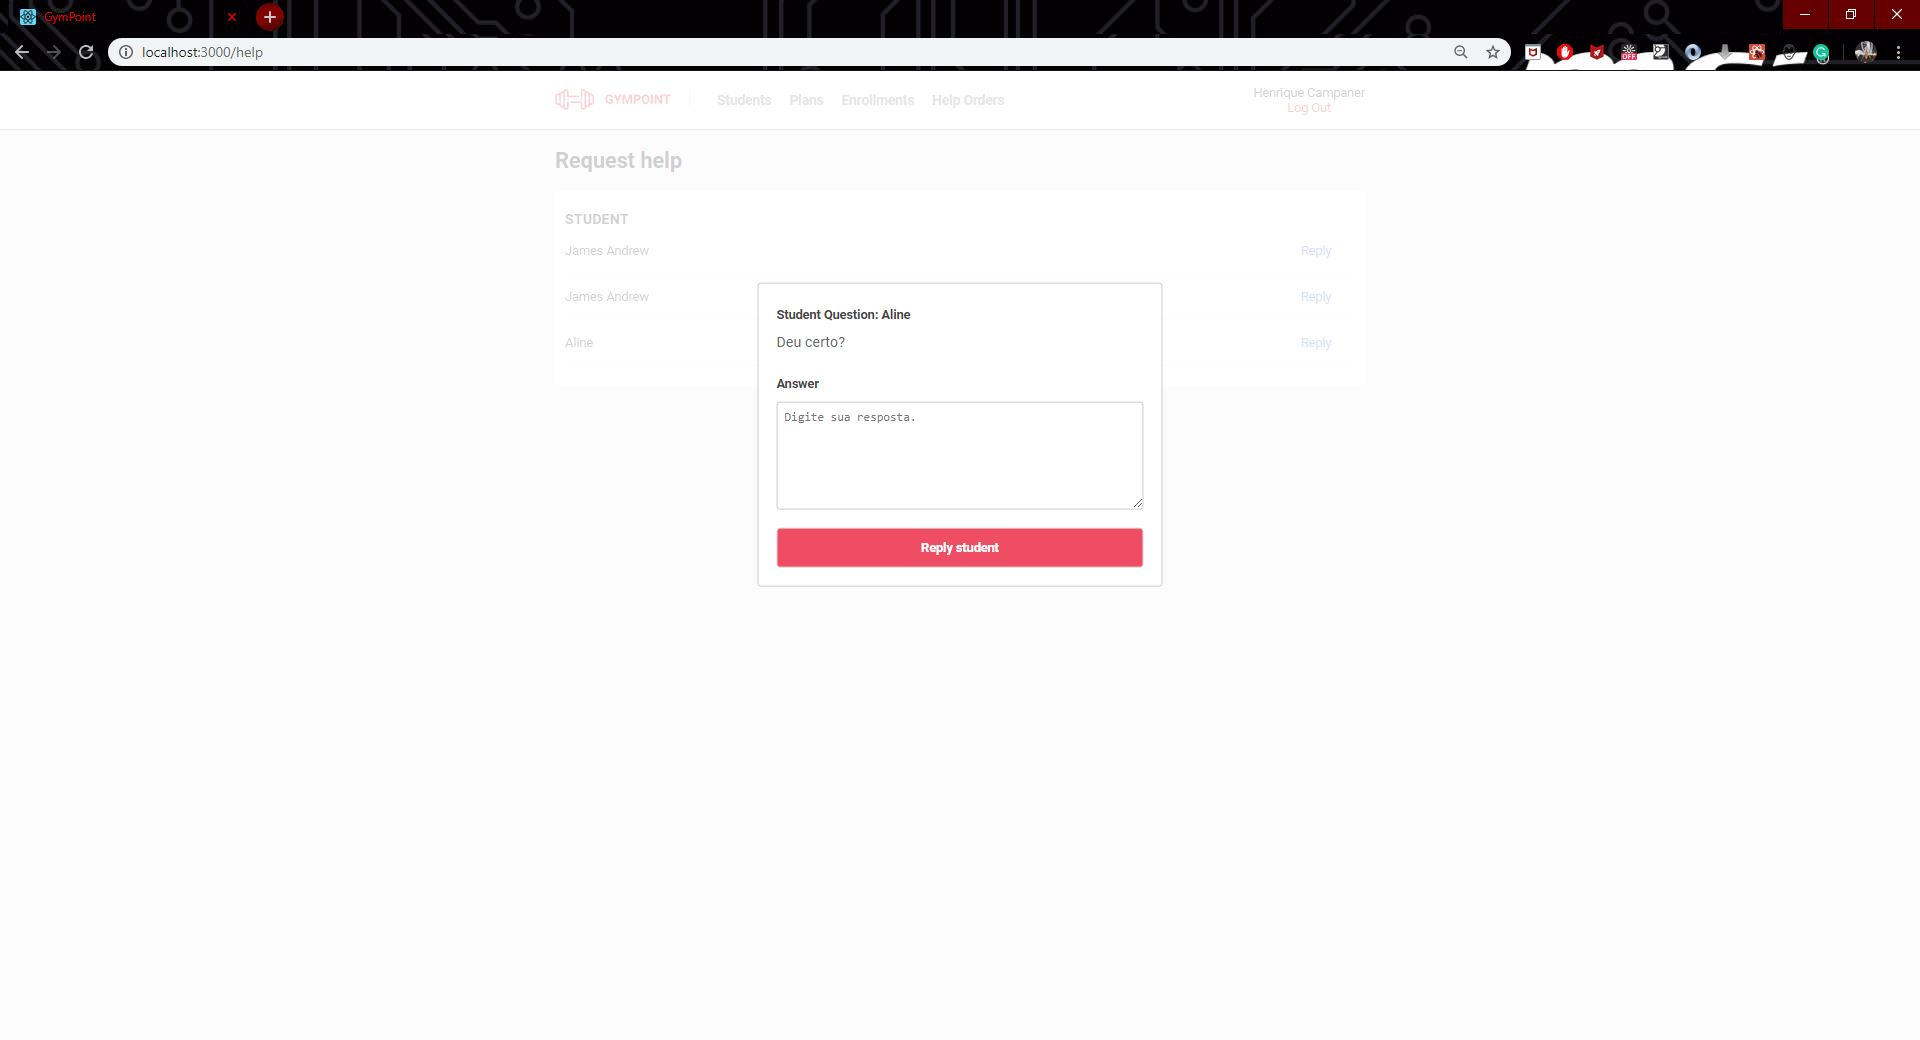 GymPoint
localhost:3000/help
OFF
GYMPOINT
Students
Plans
Enrollments
Help Orders
Henrique Campaner
Log Out
Request help
STUDENT
James Andrew
Reply
James Andrew
Reply
Aline
Reply
Student Question: Aline
Deu certo?
Answer
Digite sua resposta.
Reply student